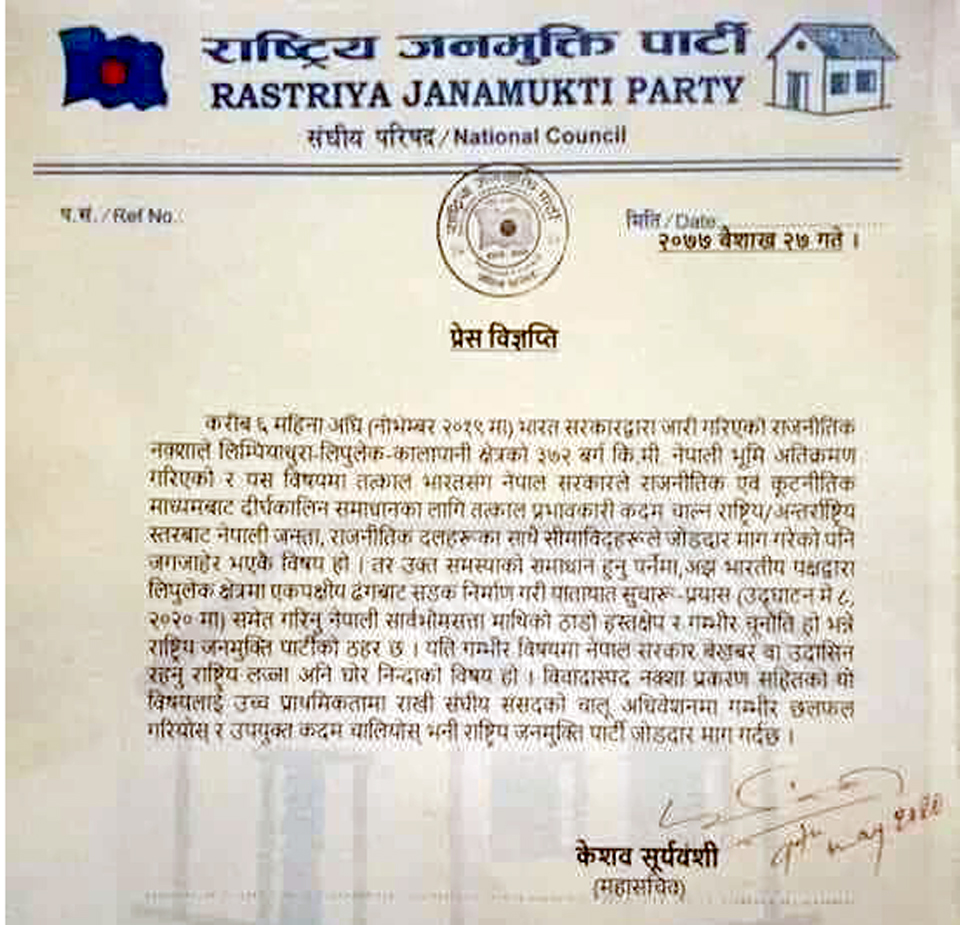 राष्ट्रिय जनमुक्ति पार्टी
RASTRIYA JANAMUKTI PARTY
संघीय परिषद/National Council
राष्ट्रिय जनमुक्ति पार्टी
प.सं./Ref No.:
मिति/Date
२०७७ बैशाख २७ गते ।
प्रेस विज्ञप्ति
करीब ६ महिना अघि (नोभेम्बर २०१९ मा) भारत सरकारद्वारा जारी गरिएको राजनीतिक
नक्शाले लिम्पियाधुरा-लिपुलेक-कालापानी क्षेत्रको ३७२ बर्ग कि.मी. नेपाली भूमि अतिक्रमण
गरिएको र यस विषयमा तत्काल भारतसंग नेपाल सरकारले राजनीतिक एवं कूटनीतिक
माध्यमबाट दीर्घकालिन समाधानका लागि तत्काल प्रभावकारी कदम चाल्न राष्ट्रिय/अन्तर्राष्ट्रिय
स्तरबाट नेपाली जनता, राजनीतिक दलहरूका साथै सीमाविद्हरूले जोडदार माग गरेको पनि
जगजाहेर भएकै विषय हो । तर उक्त समस्याको समाधान हुनु पर्नेमा,अझ भारतीय पक्षद्वारा
लिपुलेक क्षेत्रमा एकपक्षीय ढंगबाट सडक निर्माण गरी यातायात सुचारू-प्रयास (उद्घाटन मे ८,
२०२० मा) समेत गरिनु नेपाली सार्वभौमसत्ता माथिको ठाडो हस्तक्षेप र गम्भीर चूनौति हो भन्ने
राष्ट्रिय जनमुक्ति पार्टीको ठहर छ । यति गम्भीर विषयमा नेपाल सरकार बेखबर वा उदासिन
रहनु राष्ट्रिय लज्जा अनि घोर निन्दाको विषय हो । विवादास्पद नक्शा प्रकरण सहितको यो
विषयलाई उच्च प्राथमिकतामा राखी संघीय संसदको चालू अधिवेशनमा गम्भीर छलफल
गरियोस् र उपयुक्त कदम चालियोस् भनी राष्ट्रिय जनमुक्ति पार्टी जोडदार माग गर्दछ ।
may 2020
केशव सूर्यवंशी
(महासचिव)